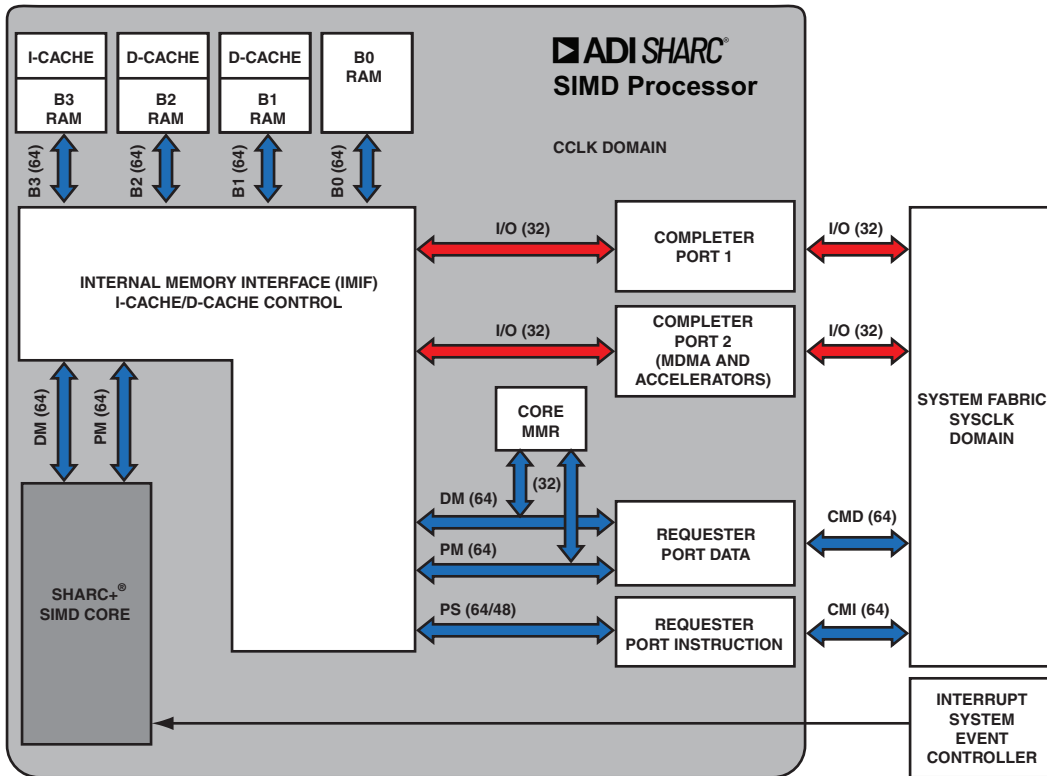 I-CACHE
B3
RAM
D-CACHE
B2
RAM
D-CACHE
B1
RAM
B0
RAM
ADI SHARC®
SIMD Processor
CCLK DOMAIN
B3 (64)
B2 (64)
B1 (64)
B0 (64)
INTERNAL MEMORY INTERFACE (IMIF)
I-CACHE/D-CACHE CONTROL
I/O (32)
COMPLETER
PORT 1
I/O (32)
I/O (32)
COMPLETER
PORT 2
(MDMA AND
ACCELERATORS)
I/O (32)
SYSTEM FABRIC
SYSCLK
DOMAIN
DM (64)
PM (64)
CORE
MMR
(32)
DM (64)
PM (64)
REQUESTER
PORT DATA
CMD (64)
SHARC+®
SIMD CORE
PS (64/48)
REQUESTER
PORT INSTRUCTION
CMI (64)
INTERRUPT
SYSTEM
EVENT
CONTROLLER